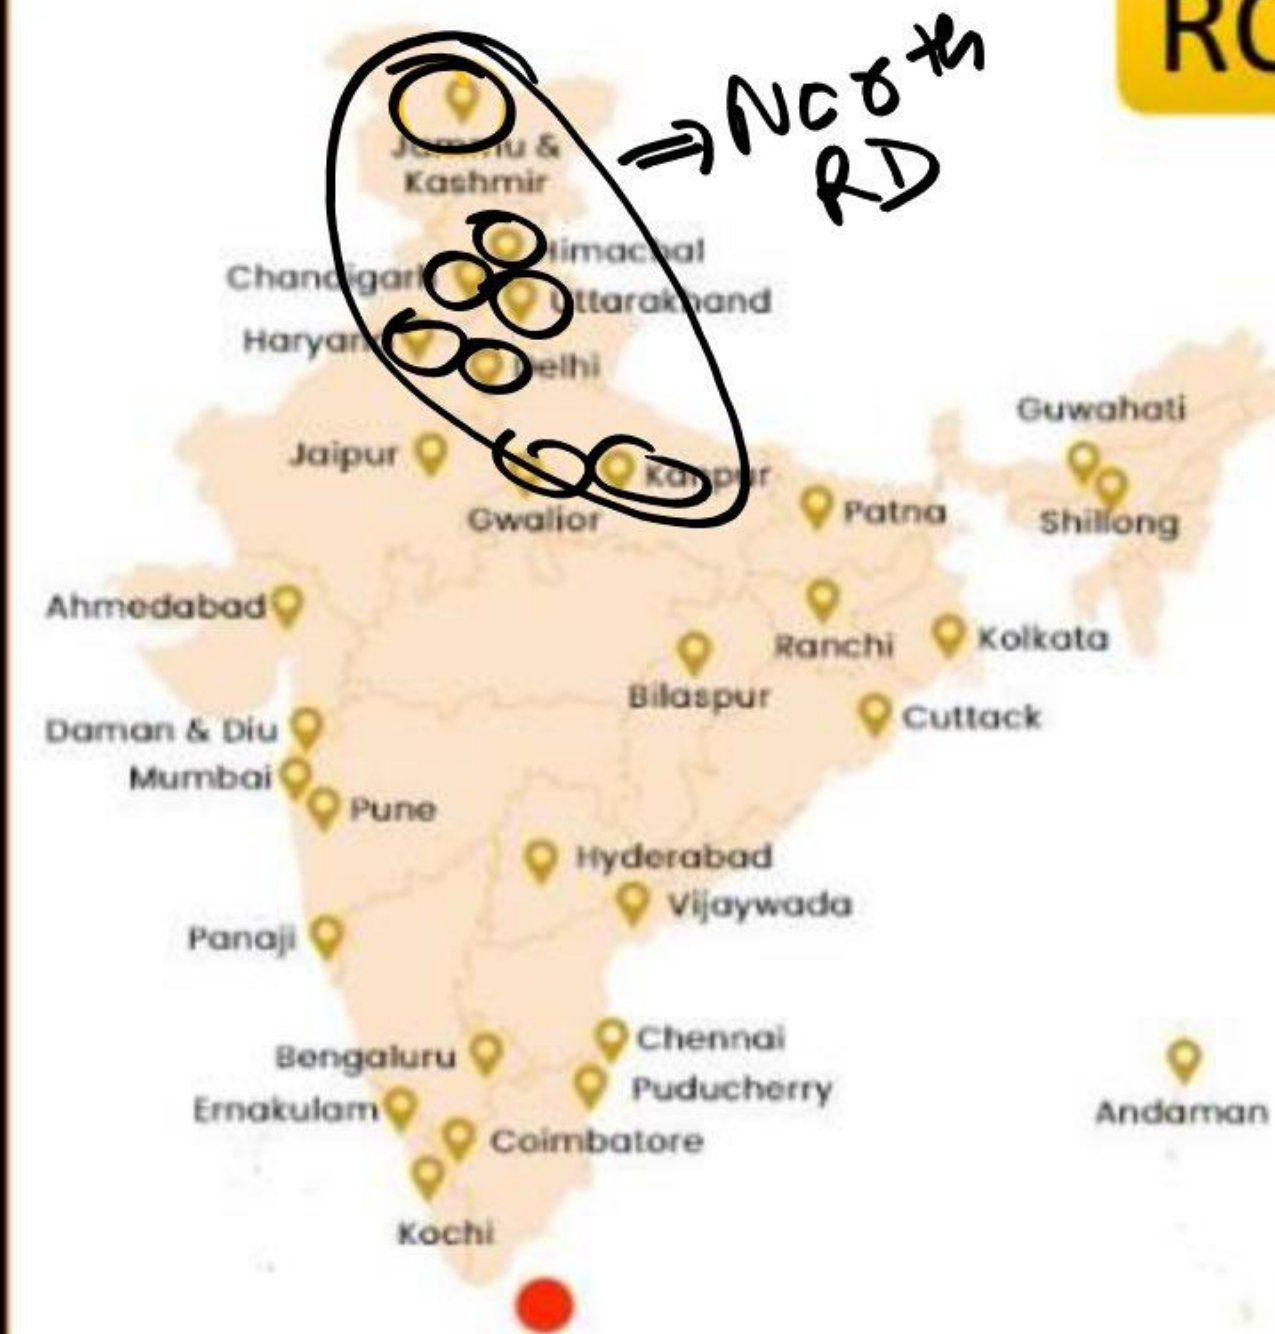 RO
North
RD
Jammu &
Kashmir
Himachal
Chandigarh
Uttarakhand
Haryana
Delhi
Guwahati
Jaipur
Kanpur
Gwalior
Patna
Shillong
Ahmedabad
Ranchi
Kolkata
Bilaspur
Daman & Diu
Cuttack
Mumbai
Pune
Hyderabad
Vijaywada
Panaji
Chennai
Bengaluru
Puducherry
Ernakulam
Andaman
Coimbatore
Kochi